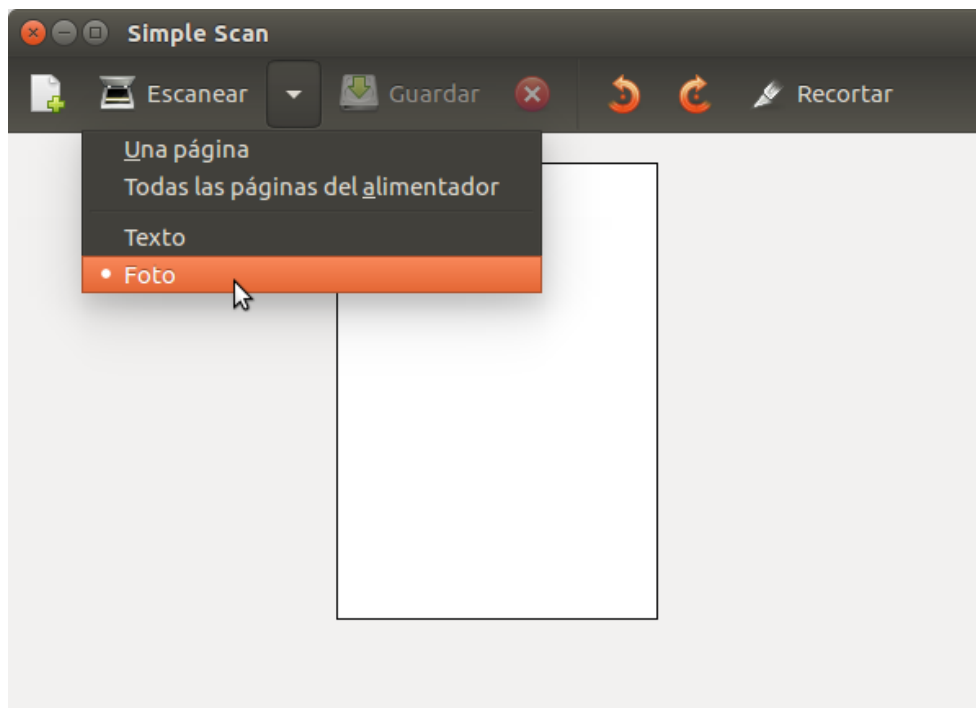 Simple Scan
Escanear Guardar Recortar
Una página
Todas las páginas del alimentador
Texto
Foto